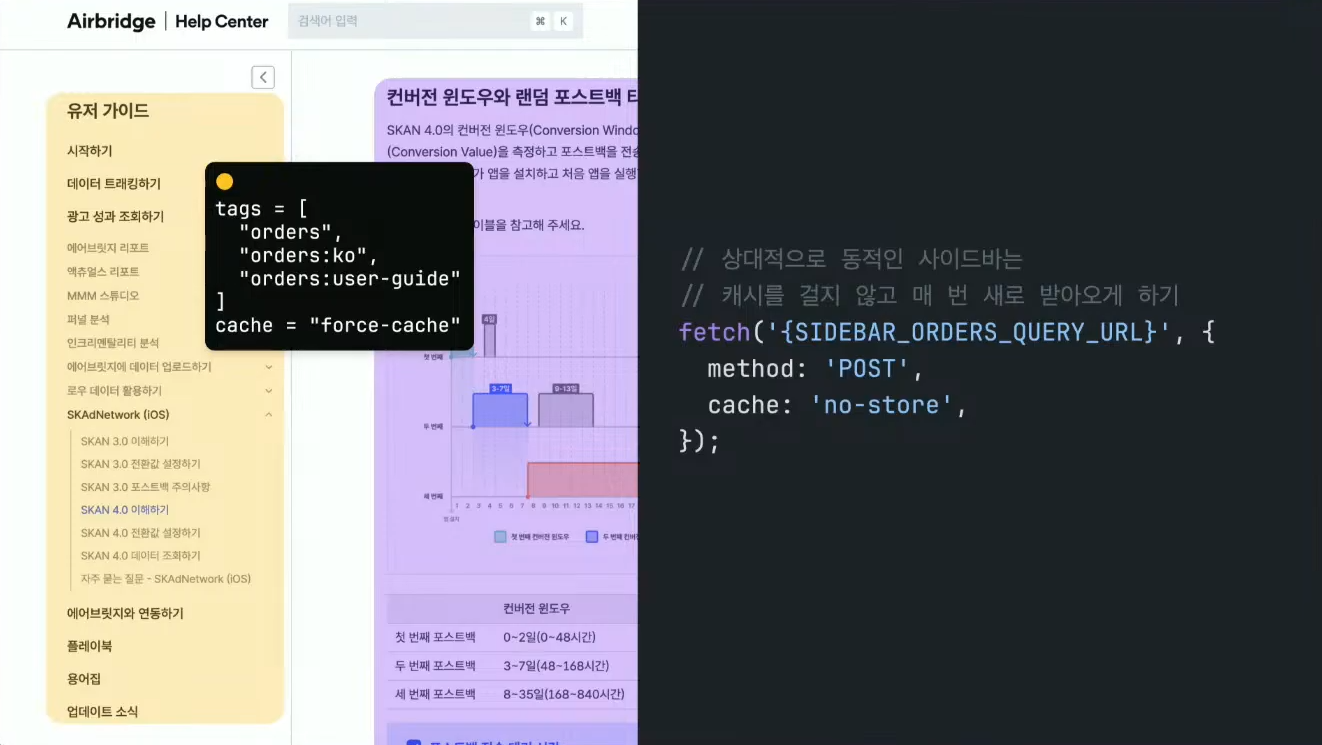 Airbridge | Help Center
검색어 입력
⌘ K
유저 가이드
시작하기
데이터 트래킹하기
광고 성과 조회하기
에어브릿지 리포트
액츄얼스 리포트
MMM 스튜디오
퍼널 분석
인크리멘탈리티 분석
에어브릿지에 데이터 업로드하기
로우 데이터 활용하기
SKAdNetwork (iOS)
SKAN 3.0 이해하기
SKAN 3.0 전환값 설정하기
SKAN 3.0 포스트백 주의사항
SKAN 4.0 이해하기
SKAN 4.0 전환값 설정하기
SKAN 4.0 데이터 조회하기
자주 묻는 질문 - SKAdNetwork (iOS)
에어브릿지와 연동하기
플레이북
용어집
업데이트 소식
tags = [
"orders",
"orders:ko",
"orders:user-guide"
]
cache = "force-cache"
컨버전 윈도우와 랜덤 포스트백 타
SKAN 4.0의 컨버전 윈도우(Conversion Windo
(Conversion Value)을 측정하고 포스트백을 전송
가 앱을 설치하고 처음 앱을 실행
이블을 참고해 주세요.
4일
첫 번째
3-7일
9-13일
두 번째
세 번째
1 2 3 4 5 6 7 8 9 10 11 12 13 14 15 16 17
첫 번째 컨버전 윈도우
두 번째 컨버
컨버전 윈도우
첫 번째 포스트백 0~2일(0~48시간)
두 번째 포스트백 3~7일(48~168시간)
세 번째 포스트백 8~35일(168~840시간)
// 상대적으로 동적인 사이드바는
// 캐시를 걸지 않고 매 번 새로 받아오게 하기
fetch('{SIDEBAR_ORDERS_QUERY_URL}', {
method: 'POST',
cache: 'no-store',
});